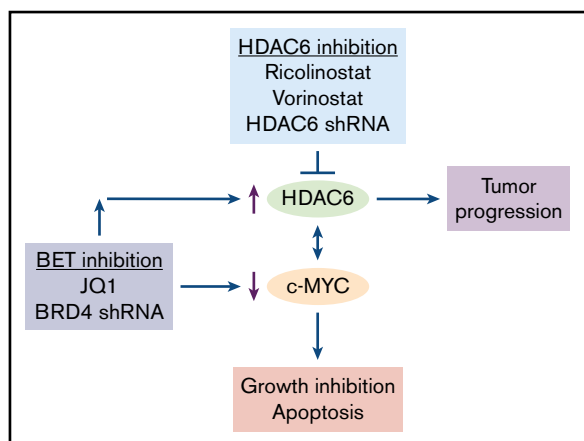 HDAC6 inhibition
Ricolinostat
Vorinostat
HDAC6 shRNA
HDAC6
Tumor
progression
BET inhibition
JQ1
BRD4 shRNA
c-MYC
Growth inhibition
Apoptosis